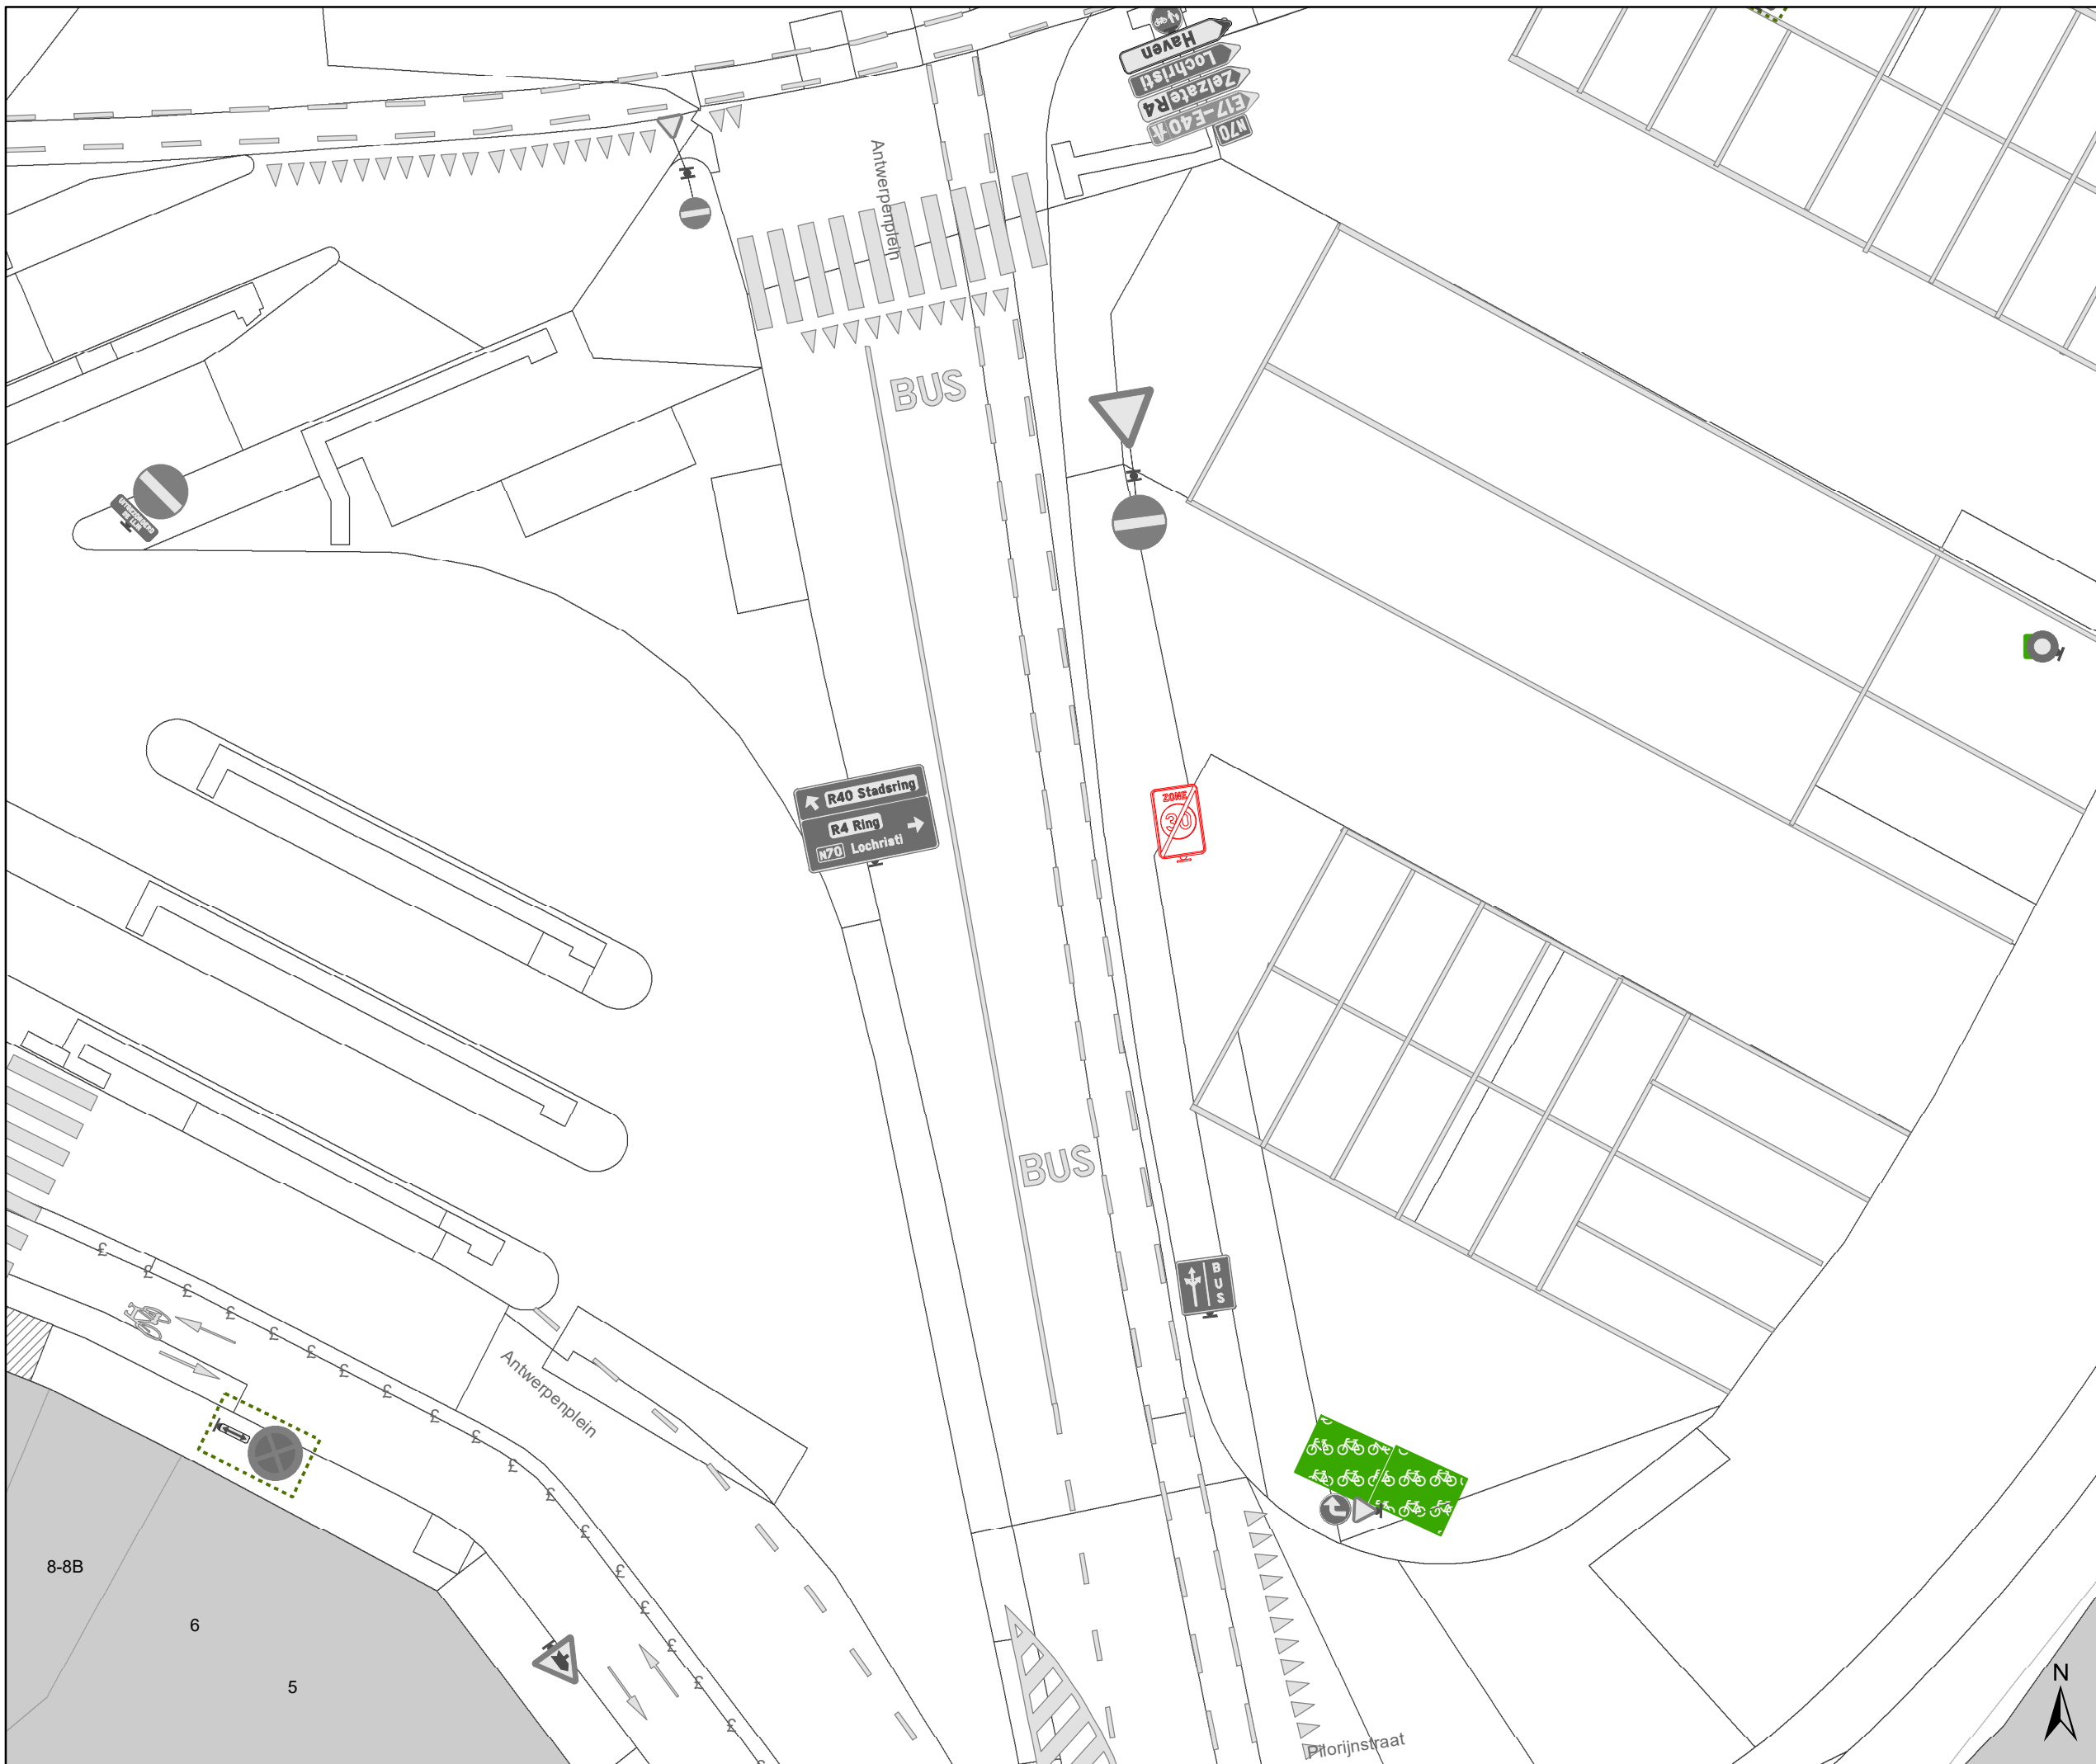 Haven
Lochristi
Zelzate R4
E17-E40
N70
Antwerpenplein
BUS
R40 Stadsring
R4 Ring
N70 Lochristi
ZONE
30
BUS
B
U
S
Antwerpenplein
8-8B
6
5
Pilorijnstraat
N